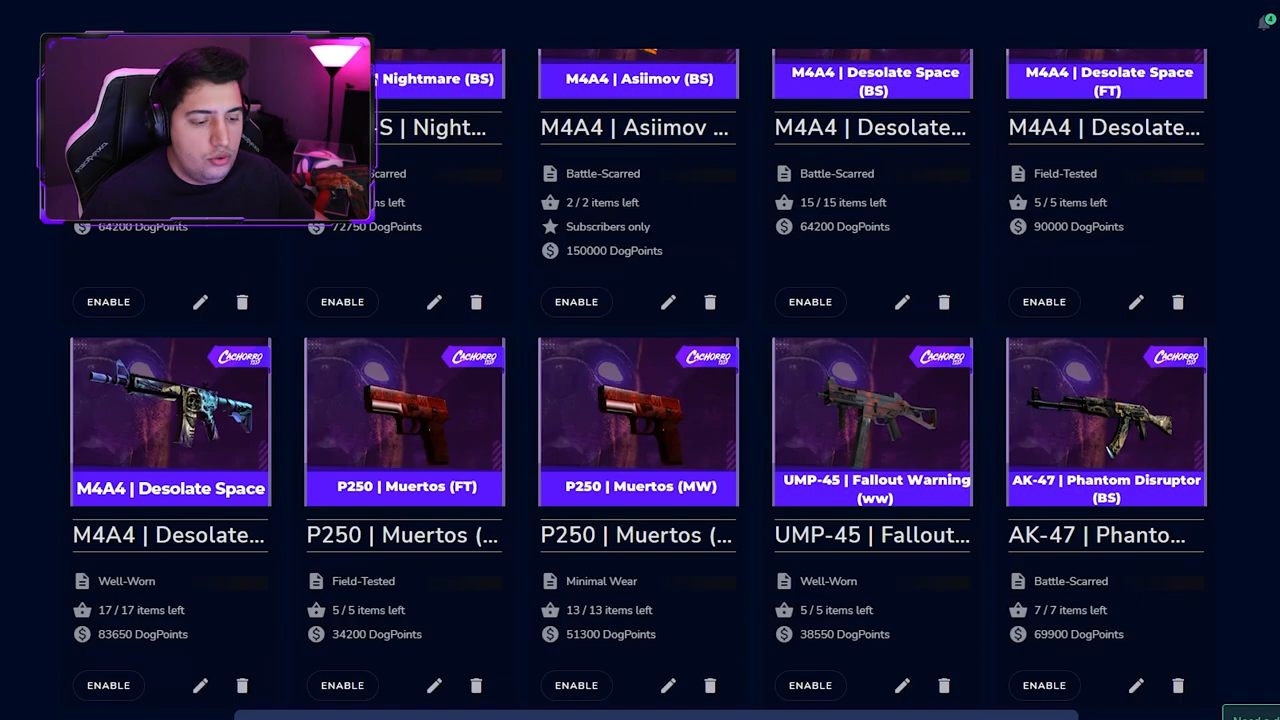 4
| Nightmare (BS)
M4A4 | Asiimov (BS)
M4A4 | Desolate Space
(BS)
M4A4 | Desolate Space
(FT)
-S | Night...
M4A4 | Asiimov ...
M4A4 | Desolate...
M4A4 | Desolate...
Battle-Scarred
Battle-Scarred
Field-Tested
2 / 2 items left
15 / 15 items left
5 / 5 items left
64200 DogPoints
72750 DogPoints
Subscribers only
64200 DogPoints
90000 DogPoints
150000 DogPoints
ENABLE
ENABLE
ENABLE
ENABLE
ENABLE
CACHORRO
CACHORRO
CACHORRO
CACHORRO
CACHORRO
M4A4 | Desolate Space
P250 | Muertos (FT)
P250 | Muertos (MW)
UMP-45 | Fallout Warning
(ww)
AK-47 | Phantom Disruptor
(BS)
M4A4 | Desolate...
P250 | Muertos (...
P250 | Muertos (...
UMP-45 | Fallout...
AK-47 | Phanto...
Well-Worn
Field-Tested
Minimal Wear
Well-Worn
Battle-Scarred
17 / 17 items left
5 / 5 items left
13 / 13 items left
5 / 5 items left
7 / 7 items left
83650 DogPoints
34200 DogPoints
51300 DogPoints
38550 DogPoints
69900 DogPoints
ENABLE
ENABLE
ENABLE
ENABLE
ENABLE